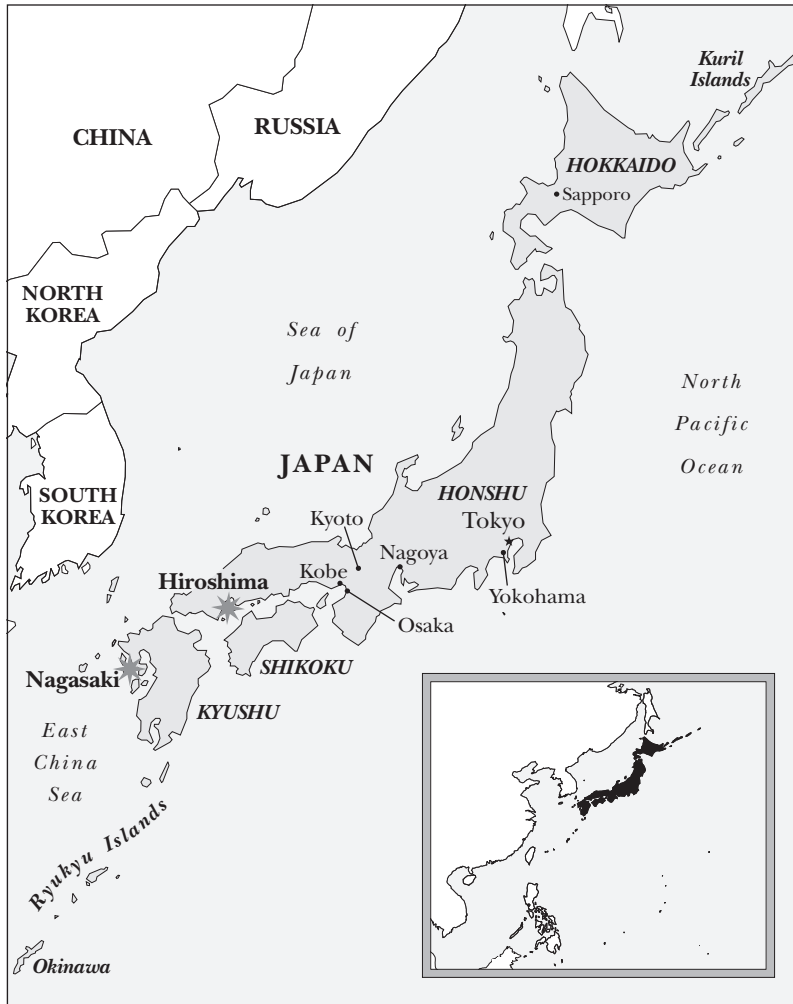 Kuril
Islands
CHINA
RUSSIA
HOKKAIDO
Sapporo
NORTH
KOREA
Sea of
Japan
North
Pacific
Ocean
JAPAN
HONSHU
SOUTH
KOREA
Kyoto
Tokyo
Nagoya
Hiroshima
Kobe
Yokohama
Osaka
SHIKOKU
Nagasaki
KYUSHU
East
China
Sea
Ryukyu Islands
Okinawa